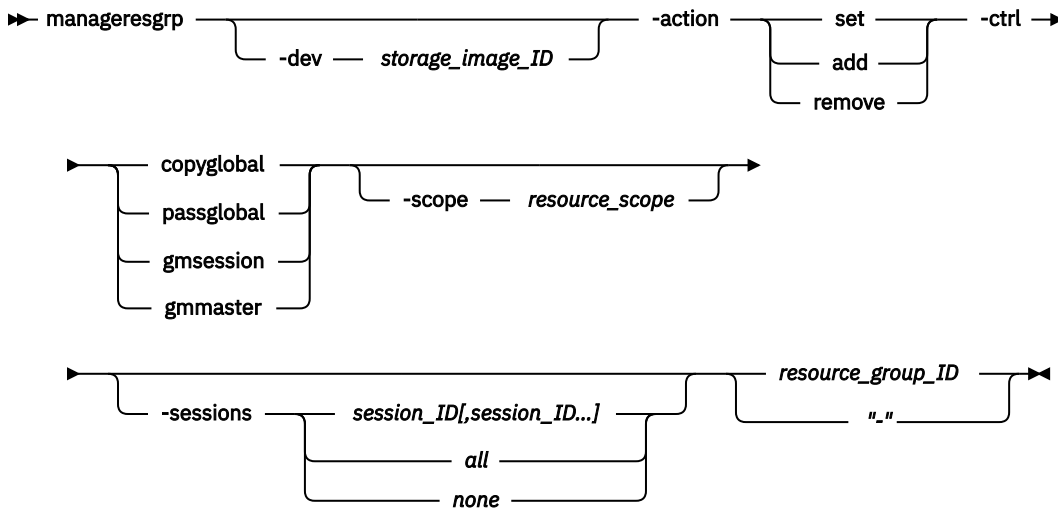 manageresgrp -action set -ctrl
-dev storage_image_ID add
remove
copyglobal
-scope resource_scope
passglobal
gmsession
gmmaster
resource_group_ID
-sessions session_ID[,session_ID...] "-"
all
none